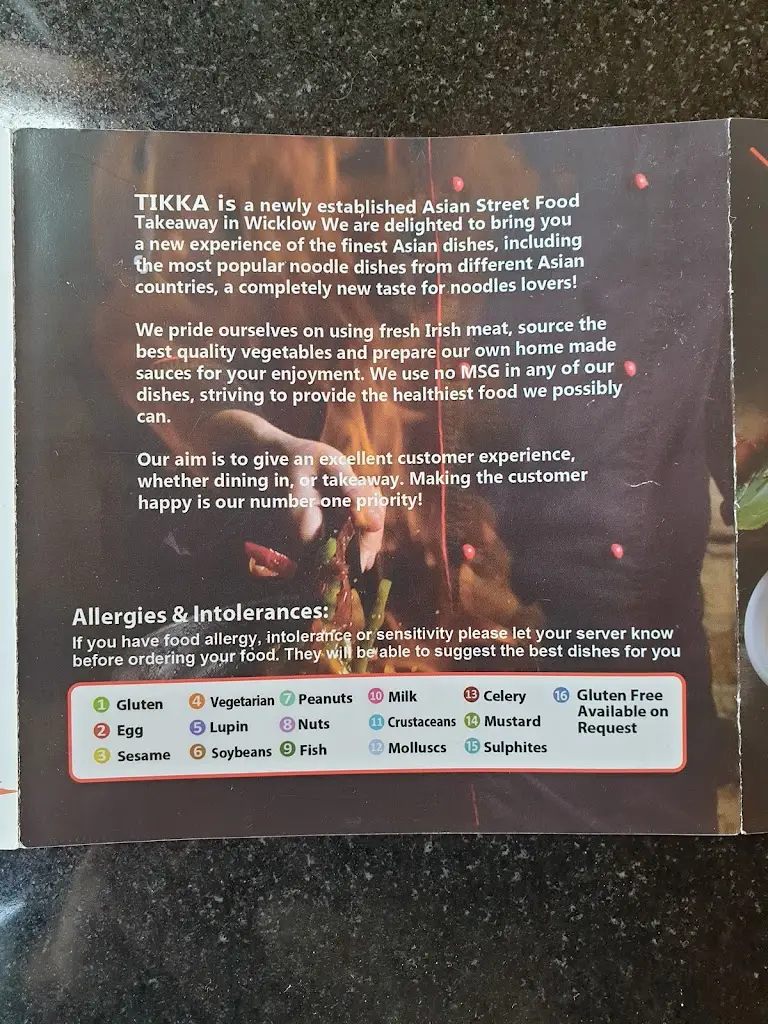 TIKKA is a newly established Asian Street Food
Takeaway in Wicklow We are delighted to bring you
a new experience of the finest Asian dishes, including
the most popular noodle dishes from different Asian
countries, a completely new taste for noodles lovers!
We pride ourselves on using fresh Irish meat, source the
best quality vegetables and prepare our own home made
sauces for your enjoyment. We use no MSG in any of our
dishes, striving to provide the healthiest food we possibly
can.
Our aim is to give an excellent customer experience,
whether dining in, or takeaway. Making the customer
happy is our number one priority!
Allergies & Intolerances:
If you have food allergy, intolerance or sensitivity please let your server know
before ordering your food. They will be able to suggest the best dishes for you
1 Gluten
2 Egg
3 Sesame
4 Vegetarian
5 Lupin
6 Soybeans
7 Peanuts
8 Nuts
9 Fish
10 Milk
11 Crustaceans
12 Molluscs
13 Celery
14 Mustard
15 Sulphites
16 Gluten Free
Available on
Request